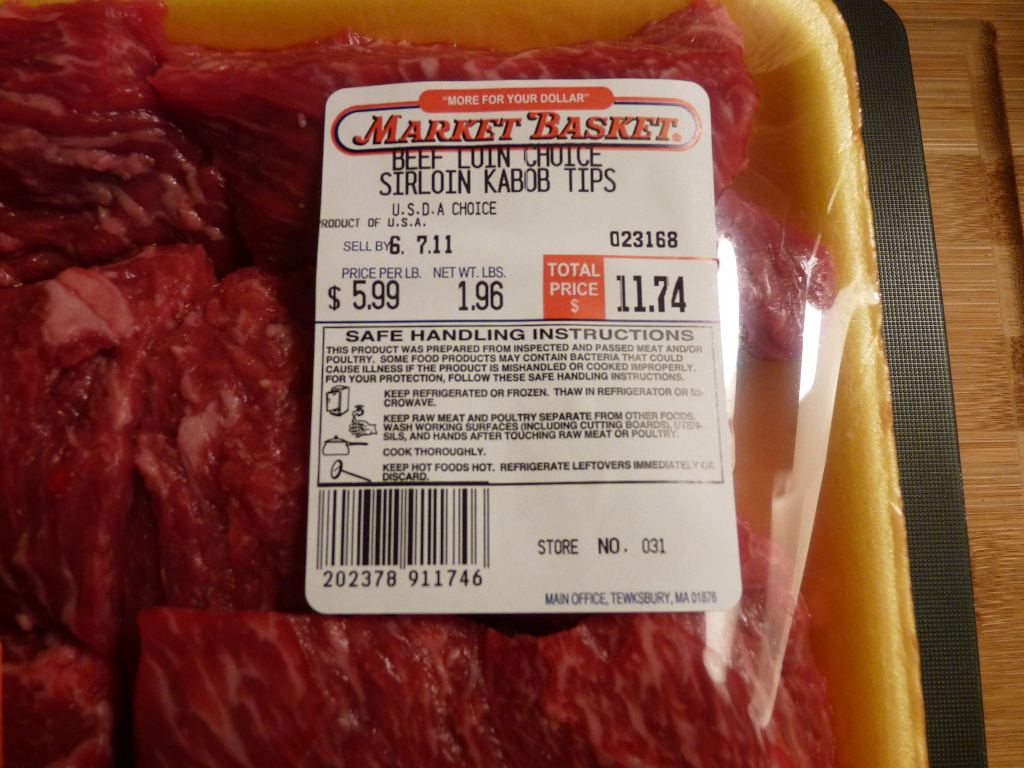 "MORE FOR YOUR DOLLAR"
MARKET BASKET®
BEEF LOIN CHOICE
SIRLOIN KABOB TIPS
U.S.D.A CHOICE
RODUCT OF U.S.A.
SELL BY 6. 7.11 023168
PRICE PER LB. NET WT. LBS. TOTAL PRICE $
$ 5.99 1.96 11.74
SAFE HANDLING INSTRUCTIONS
THIS PRODUCT WAS PREPARED FROM INSPECTED AND PASSED MEAT AND/OR
POULTRY. SOME FOOD PRODUCTS MAY CONTAIN BACTERIA THAT COULD
CAUSE ILLNESS IF THE PRODUCT IS MISHANDLED OR COOKED IMPROPERLY.
FOR YOUR PROTECTION, FOLLOW THESE SAFE HANDLING INSTRUCTIONS.
KEEP REFRIGERATED OR FROZEN. THAW IN REFRIGERATOR OR MI-
CROWAVE.
KEEP RAW MEAT AND POULTRY SEPARATE FROM OTHER FOODS.
WASH WORKING SURFACES (INCLUDING CUTTING BOARDS), UTEN-
SILS, AND HANDS AFTER TOUCHING RAW MEAT OR POULTRY.
COOK THOROUGHLY.
KEEP HOT FOODS HOT. REFRIGERATE LEFTOVERS IMMEDIATELY OR
DISCARD.
202378 911746
STORE NO. 031
MAIN OFFICE, TEWKSBURY, MA 01876